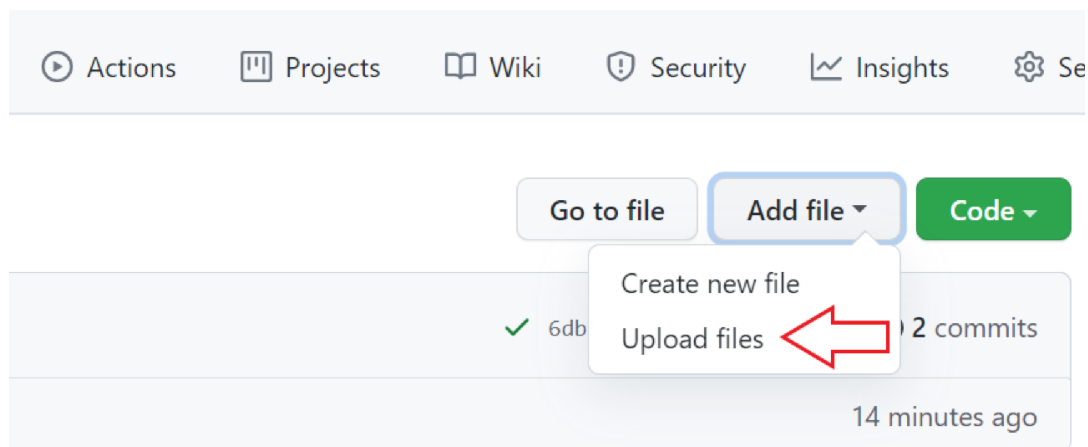 Actions Projects Wiki Security Insights Se
Go to file Add file Code
Create new file
Upload files
6db 2 commits
14 minutes ago